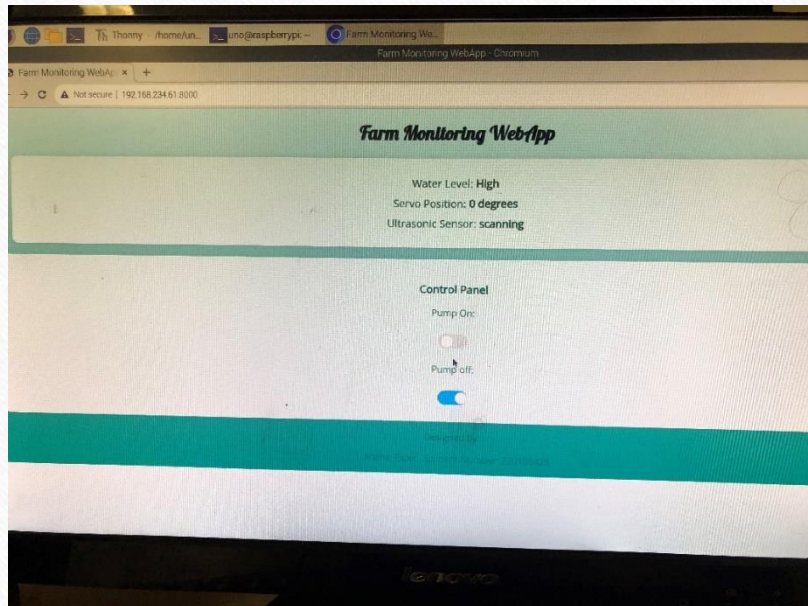 Thonny - /home/un...
uno@raspberrypi: ~
Farm Monitoring We...
Farm Monitoring WebApp - Chromium
Farm Monitoring WebAp
Not secure | 192.168.234.61:8000
Farm Monitoring WebApp
Water Level: High
Servo Position: 0 degrees
Ultrasonic Sensor: scanning
Control Panel
Pump On:
Pump off:
Designed by
lenovo